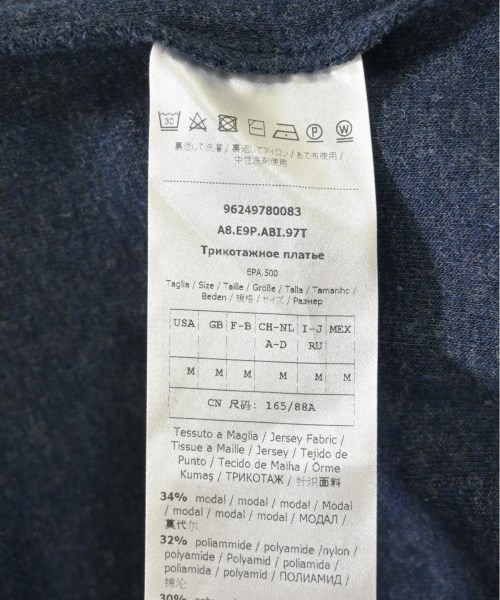 30
P
W
裏返して洗濯 / 裏返してアイロン / あて布使用 /
中性洗剤使用
96249780083
A8.E9P.ABI.97T
Трикотажное платье
EPA.500
Taglia / Size / Taille / Größe / Talla / Tamanho /
Beden / 規格 / サイズ / Размер
USA GB F-B CH-NL I-J MEX
A-D RU
M M M M M M
CN 尺码: 165/88A
Tessuto a Maglia / Jersey Fabric /
Tissue a Maille / Jersey / Tejido de
Punto / Tecido de Malha / Örme
Kumaş / ТРИКОТАЖ / 针织面料
34% modal / modal / modal / Modal
/ modal / modal / modal / МОДАЛ /
莫代尔
32% poliammide / polyamide /nylon /
polyamide / Polyamid / poliamida /
poliamida / polyamid / ПОЛИАМИД /
锦纶
30%